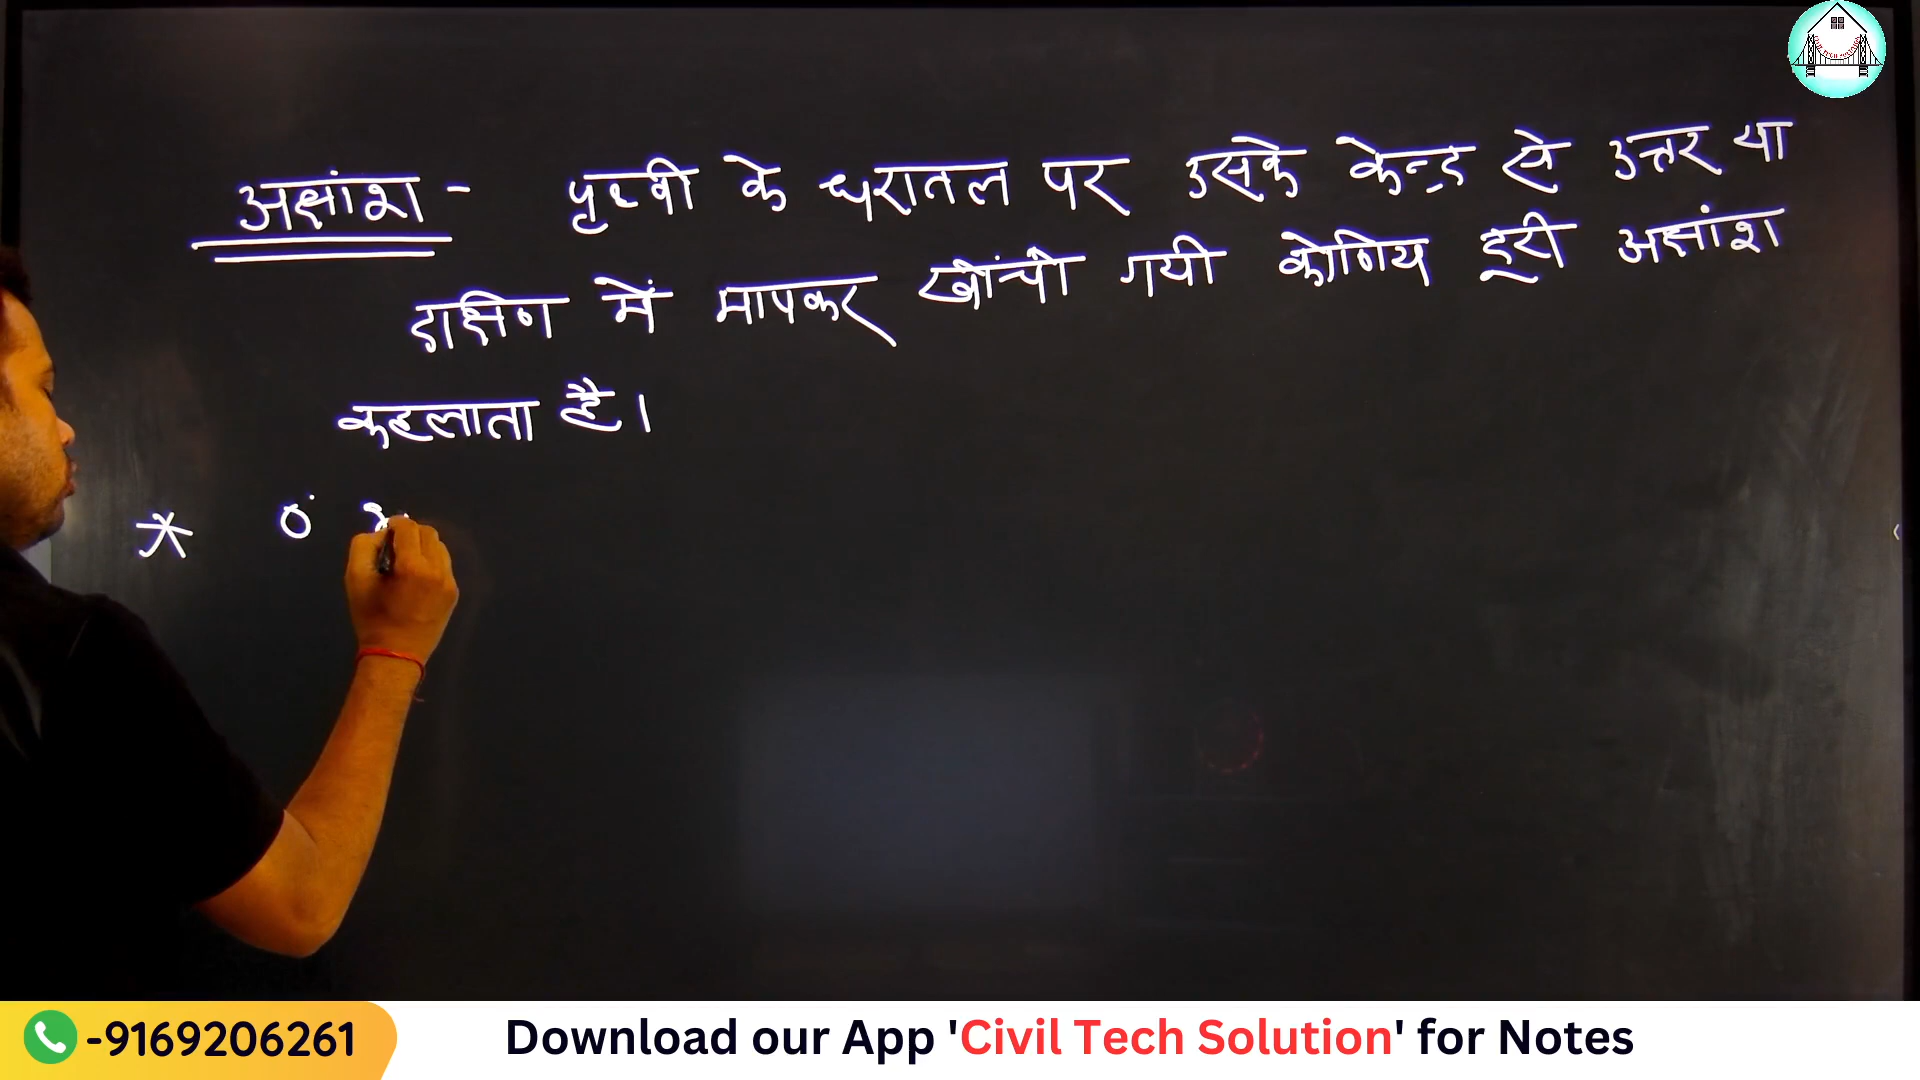 अक्षांश - पृथ्वी के धरातल पर उसके केन्द्र से उत्तर या
दक्षिण में मापकर खींची गयी कोणिय दूरी अक्षांश
कहलाता है।
* 0°
-9169206261 Download our App 'Civil Tech Solution' for Notes